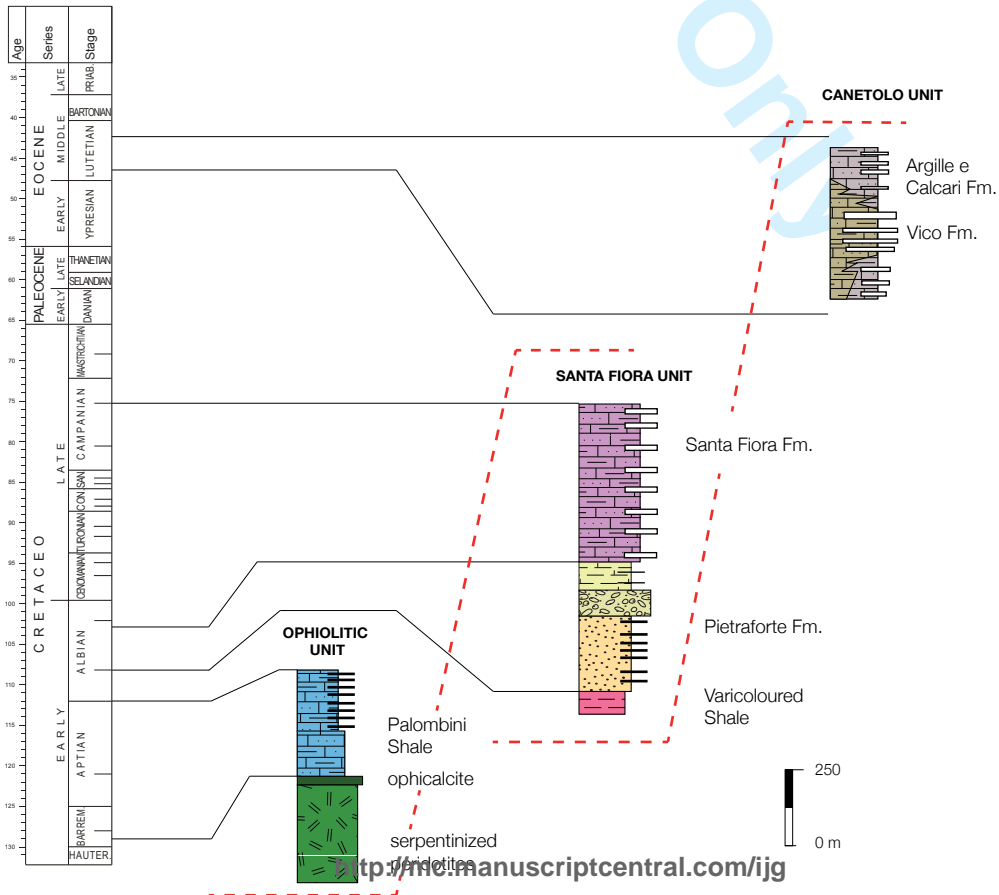 Age
Series
Stage
35
40
45
50
55
60
65
70
75
80
85
90
95
100
105
110
115
120
125
130
EOCENE
PALEOCENE
CRETACEO
LATE
MIDDLE
EARLY
LATE
EARLY
LATE
EARLY
PRIAB.
BARTONIAN
LUTETIAN
YPRESIAN
THANETIAN
SELANDIAN
DANIAN
MAASTRICHTIAN
CAMPANIAN
SAN.
CON.
TURONIAN
CENOMANIAN
ALBIAN
APTIAN
BARREM.
HAUTER.
only
CANETOLO UNIT
Argille e
Calcari Fm.
Vico Fm.
SANTA FIORA UNIT
Santa Fiora Fm.
Pietraforte Fm.
Varicoloured
Shale
OPHIOLITIC
UNIT
Palombini
Shale
ophicalcite
serpentinized
peridotites
250
0 m
http://mc.manuscriptcentral.com/ijg